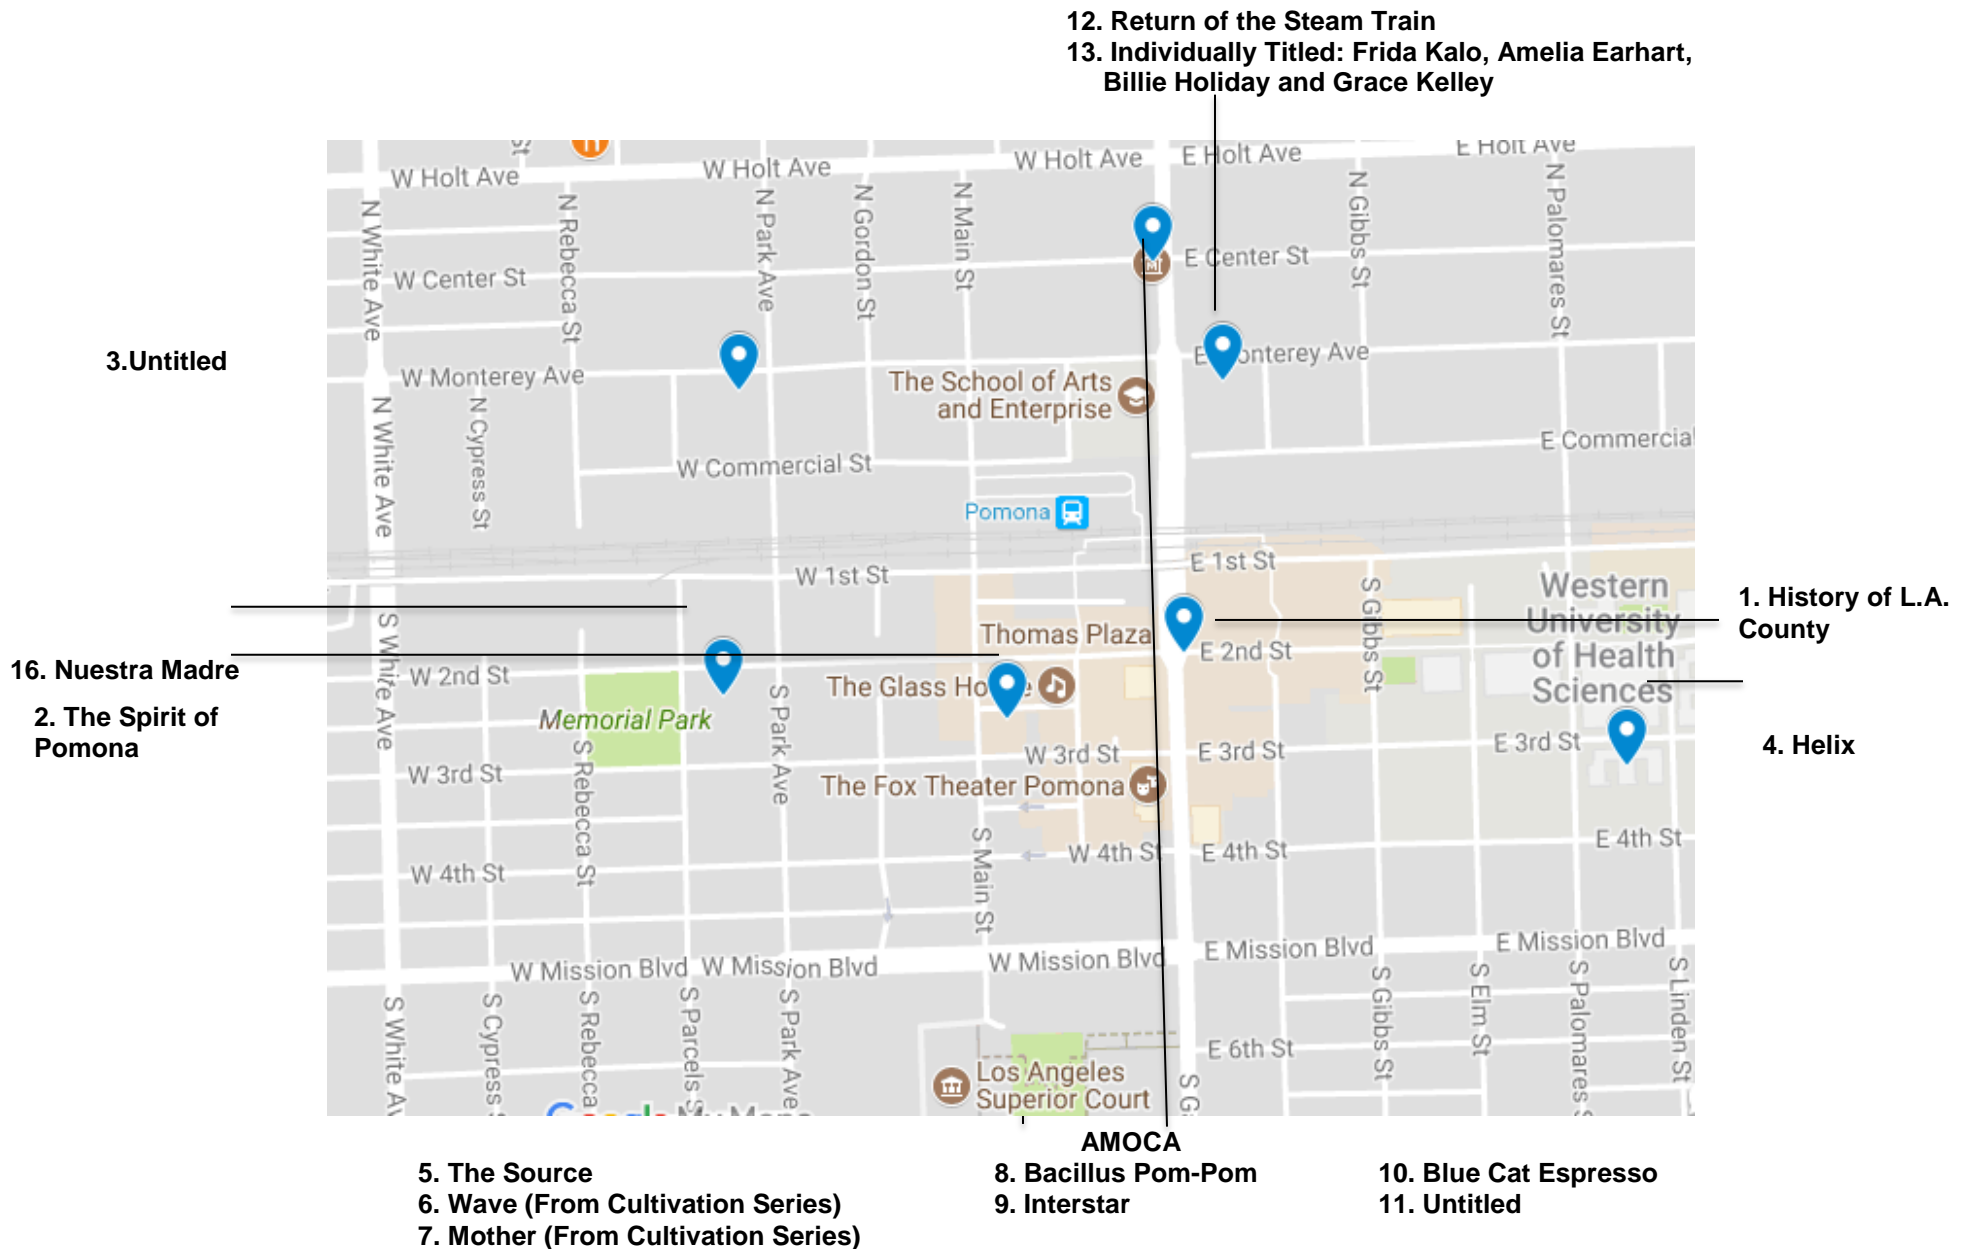 12. Return of the Steam Train
13. Individually Titled: Frida Kalo, Amelia Earhart,
Billie Holiday and Grace Kelley
W Holt Ave
W Holt Ave
W Holt Ave
E Holt Ave
E Holt Ave
St
N White Ave
N Rebecca St
N Park Ave
N Gordon St
N Main St
N Gibbs St
N Palomares St
W Center St
E Center St
3.Untitled
W Monterey Ave
E Monterey Ave
The School of Arts
and Enterprise
N White Ave
N Cypress St
W Commercial St
E Commercial
Pomona
W 1st St
E 1st St
Western
University
of Health
Sciences
1. History of L.A.
County
S White Ave
S Gibbs St
Thomas Plaza
E 2nd St
16. Nuestra Madre
W 2nd St
The Glass Ho e
2. The Spirit of
Pomona
Memorial Park
S Park Ave
S Rebecca St
W 3rd St
W 3rd St
E 3rd St
E 3rd St
4. Helix
The Fox Theater Pomona
W 4th St
W 4th St
E 4th St
E 4th St
S Main St
W Mission Blvd
W Mission Blvd
W Mission Blvd
E Mission Blvd
E Mission Blvd
S White Av
S Cypress S
S Rebecca
S Parcels S
S Park Ave
S Gibbs St
S Elm St
S Palomares S
S Linden St
E 6th St
Los Angeles
Superior Court
S Ga
Google My Maps
AMOCA
5. The Source
6. Wave (From Cultivation Series)
7. Mother (From Cultivation Series)
8. Bacillus Pom-Pom
9. Interstar
10. Blue Cat Espresso
11. Untitled